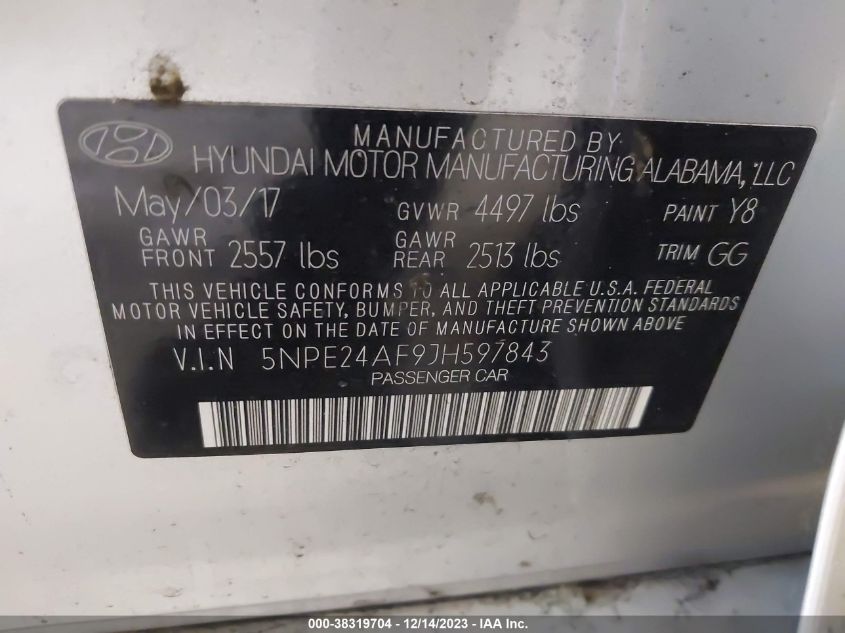 MANUFACTURED BY
HYUNDAI MOTOR MANUFACTURING ALABAMA, LLC
May/03/17 GVWR 4497 lbs PAINT Y8
GAWR FRONT 2557 lbs GAWR REAR 2513 lbs TRIM GG
THIS VEHICLE CONFORMS TO ALL APPLICABLE U.S.A. FEDERAL
MOTOR VEHICLE SAFETY, BUMPER, AND THEFT PREVENTION STANDARDS
IN EFFECT ON THE DATE OF MANUFACTURE SHOWN ABOVE
V.I.N 5NPE24AF9JH597843
PASSENGER CAR
000-38319704 - 12/14/2023 - IAA Inc.